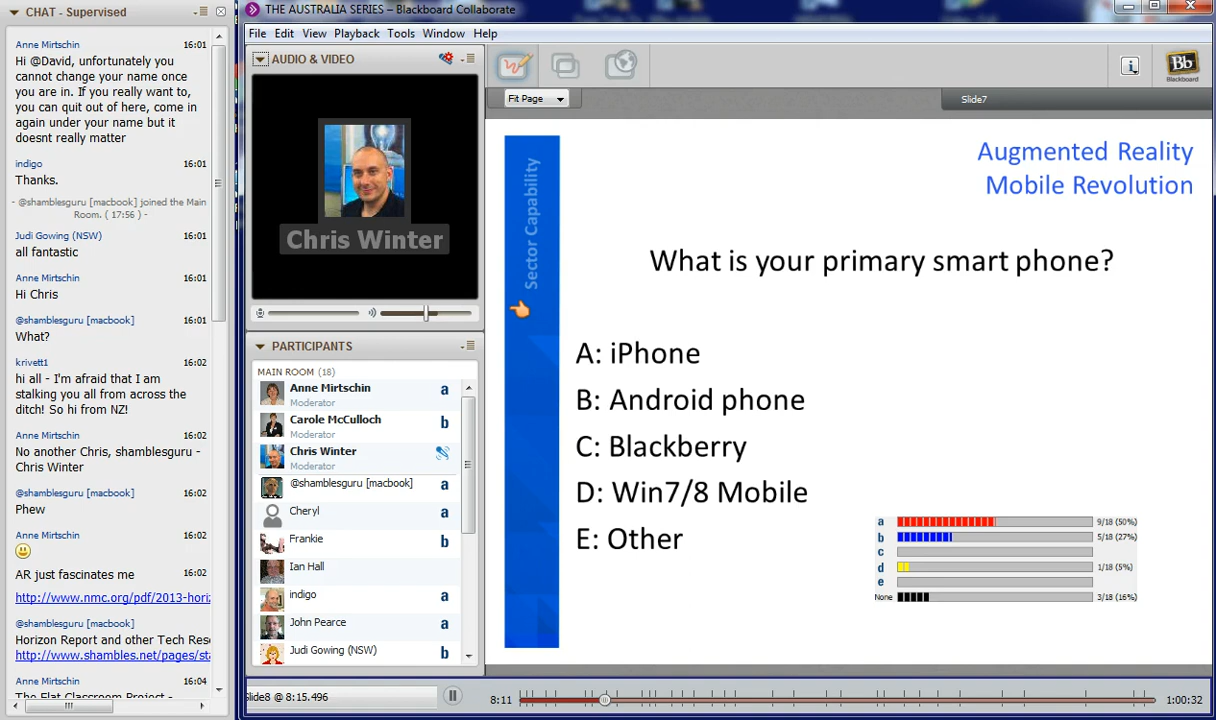 CHAT - Supervised
Anne Mirtschin 16:01
Hi @David, unfortunately you
cannot change your name once
you are in. If you really want to,
you can quit out of here, come in
again under your name but it
doesnt really matter
indigo 16:01
Thanks.
- @shamblesguru [macbook] joined the Main
Room. ( 17:56 ) -
Judi Gowing (NSW) 16:01
all fantastic
Anne Mirtschin 16:01
Hi Chris
@shamblesguru [macbook] 16:01
What?
krivett1 16:02
hi all - I'm afraid that I am
stalking you all from across the
ditch! So hi from NZ!
Anne Mirtschin 16:02
No another Chris, shamblesguru -
Chris Winter
@shamblesguru [macbook] 16:02
Phew
Anne Mirtschin 16:02
AR just fascinates me 16:02
http://www.nmc.org/pdf/2013-hori
@shamblesguru [macbook] 16:02
Horizon Report and other Tech Res
http://www.shambles.net/pages/st
Anne Mirtschin 16:04
The Flat Classroom Project -
THE AUSTRALIA SERIES – Blackboard Collaborate
File Edit View Playback Tools Window Help
AUDIO & VIDEO
Chris Winter
PARTICIPANTS
MAIN ROOM (18)
Anne Mirtschin a
Moderator
Carole McCulloch b
Moderator
Chris Winter
Moderator
@shamblesguru [macbook] a
Cheryl a
Frankie b
Ian Hall
indigo a
John Pearce a
Judi Gowing (NSW) b
Slide8 @ 8:15.496
Fit Page
Slide7
i
Bb
Blackboard
Sector Capability
Augmented Reality
Mobile Revolution
What is your primary smart phone?
A: iPhone
B: Android phone
C: Blackberry
D: Win7/8 Mobile
E: Other
a 9/18 (50%)
b 5/18 (27%)
c
d 1/18 (5%)
e
None 3/18 (16%)
8:11 1:00:32